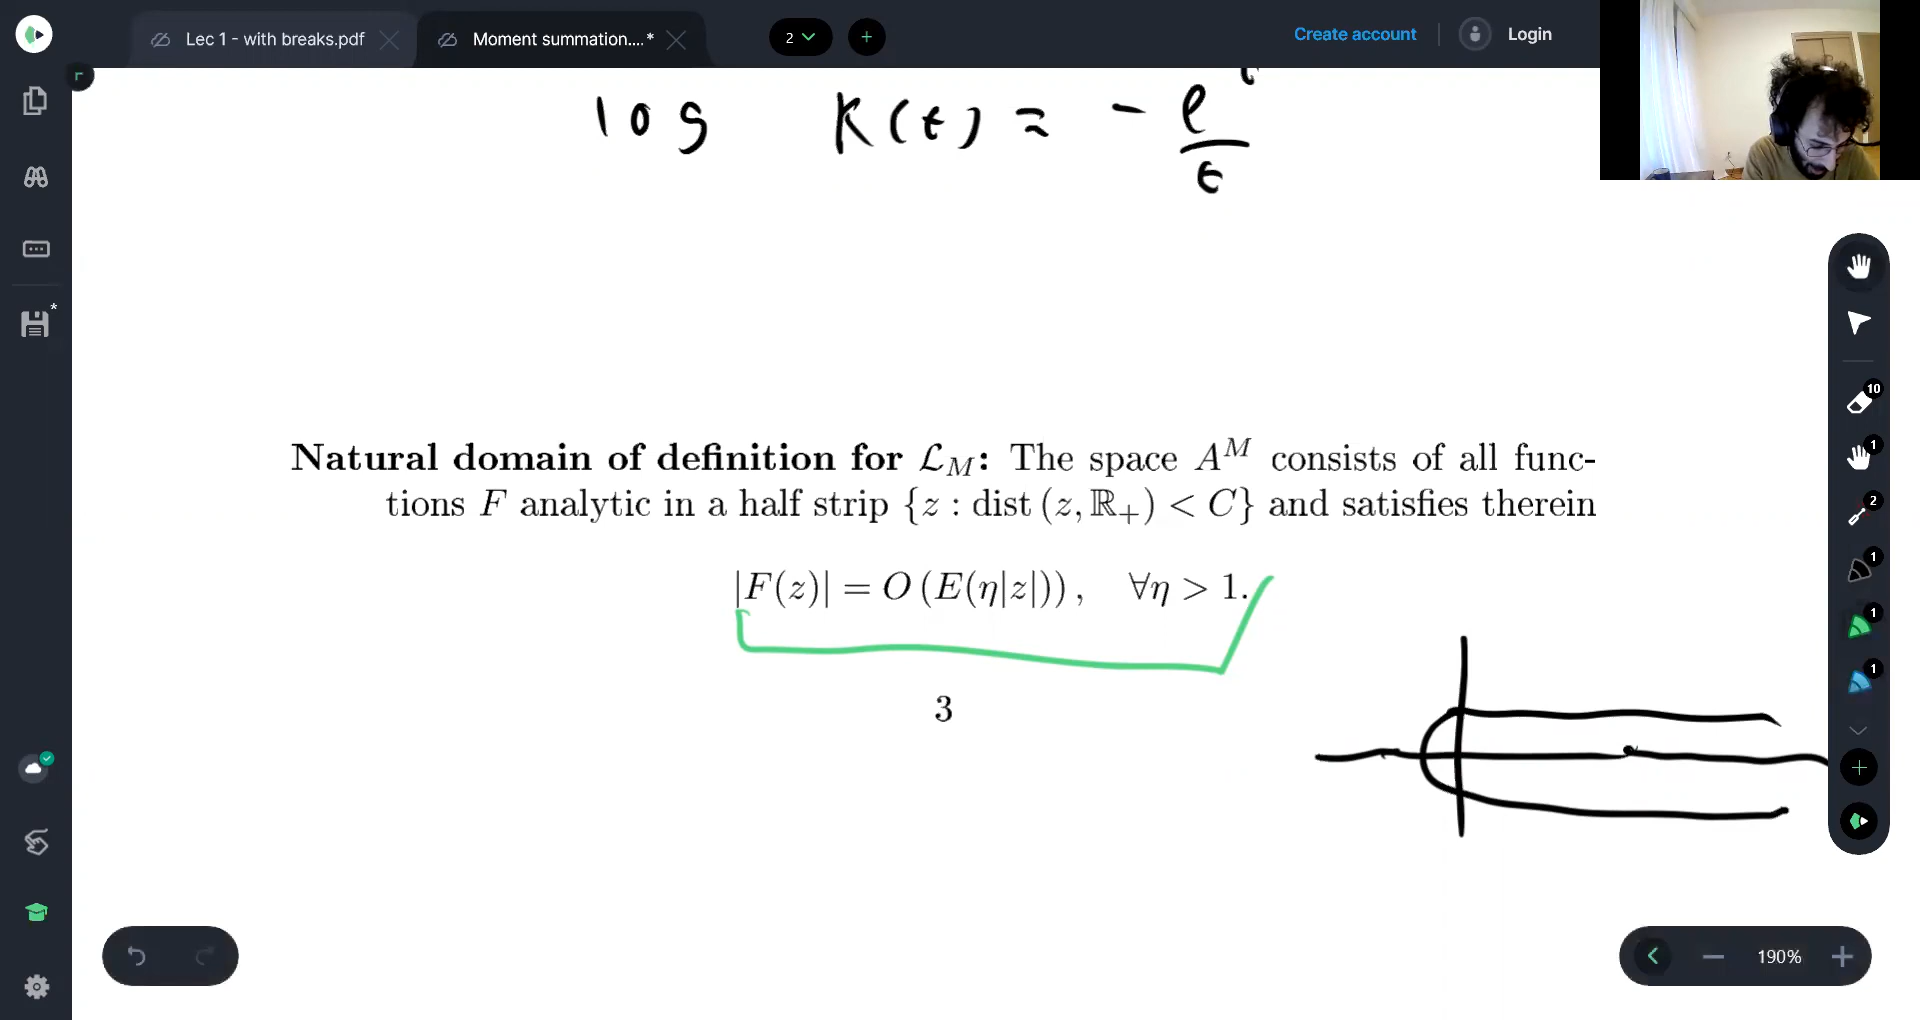 Lec 1 - with breaks.pdf
Moment summation....*
2
Create account
Login
log K(t) = - e^t / t
Natural domain of definition for 𝓛_M: The space A^M consists of all func-
tions F analytic in a half strip {z : dist (z, ℝ₊) < C} and satisfies therein
|F(z)| = O (E(η|z|)), ∀η > 1.
3
10
1
2
1
1
1
190%